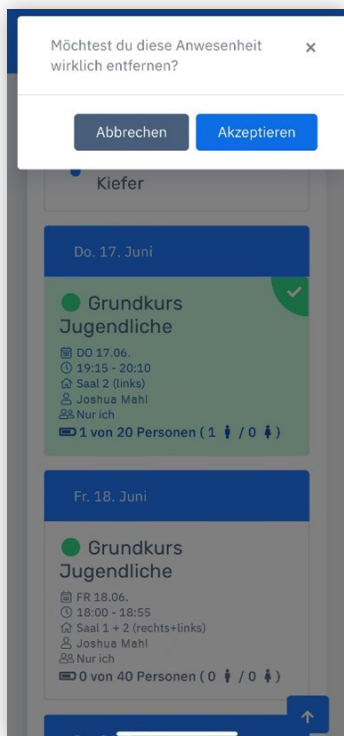 Möchtest du diese Anwesenheit
wirklich entfernen?
×
Abbrechen
Akzeptieren
Kiefer
Do. 17. Juni
Grundkurs
Jugendliche
DO 17.06.
19:15 - 20:10
Saal 2 (links)
Joshua Mahl
Nur ich
1 von 20 Personen ( 1 / 0 )
Fr. 18. Juni
Grundkurs
Jugendliche
FR 18.06.
18:00 - 18:55
Saal 1 + 2 (rechts+links)
Joshua Mahl
Nur ich
0 von 40 Personen ( 0 / 0 )